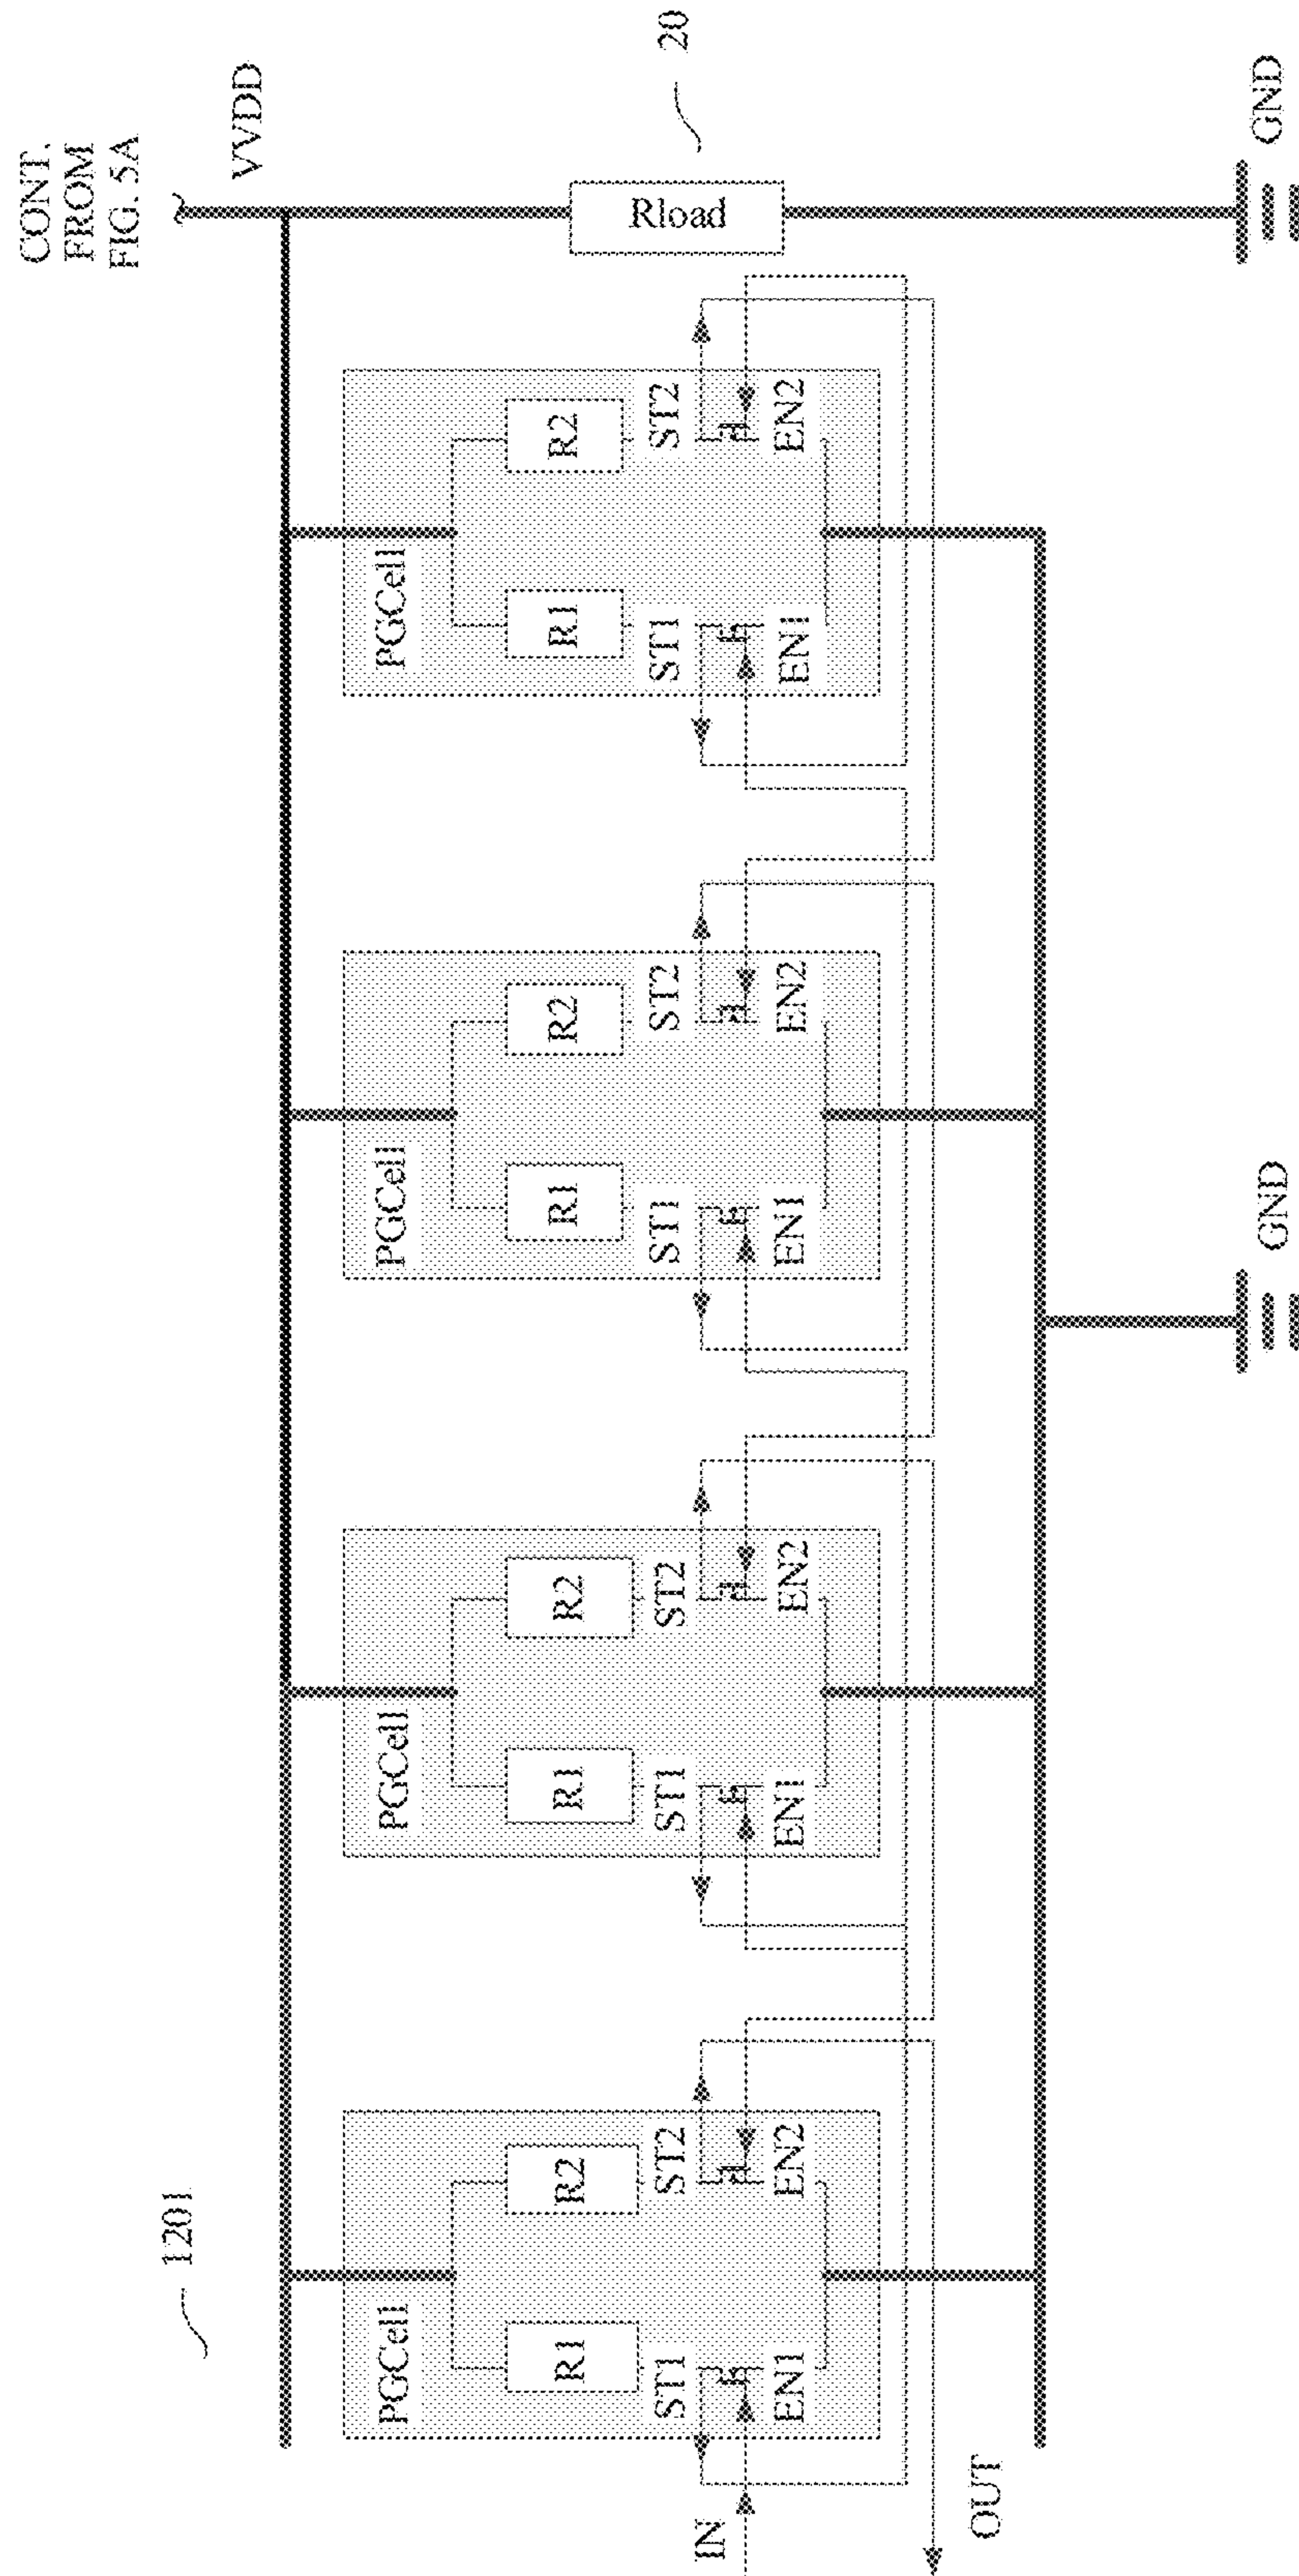 CONT.
FROM
FIG. 5A
VVDD
1201
PGCell
R1
R2
ST1
ST2
EN1
EN2
PGCell
R1
R2
ST1
ST2
EN1
EN2
PGCell
R1
R2
ST1
ST2
EN1
EN2
PGCell
R1
R2
ST1
ST2
EN1
EN2
Rload
20
IN
OUT
GND
GND